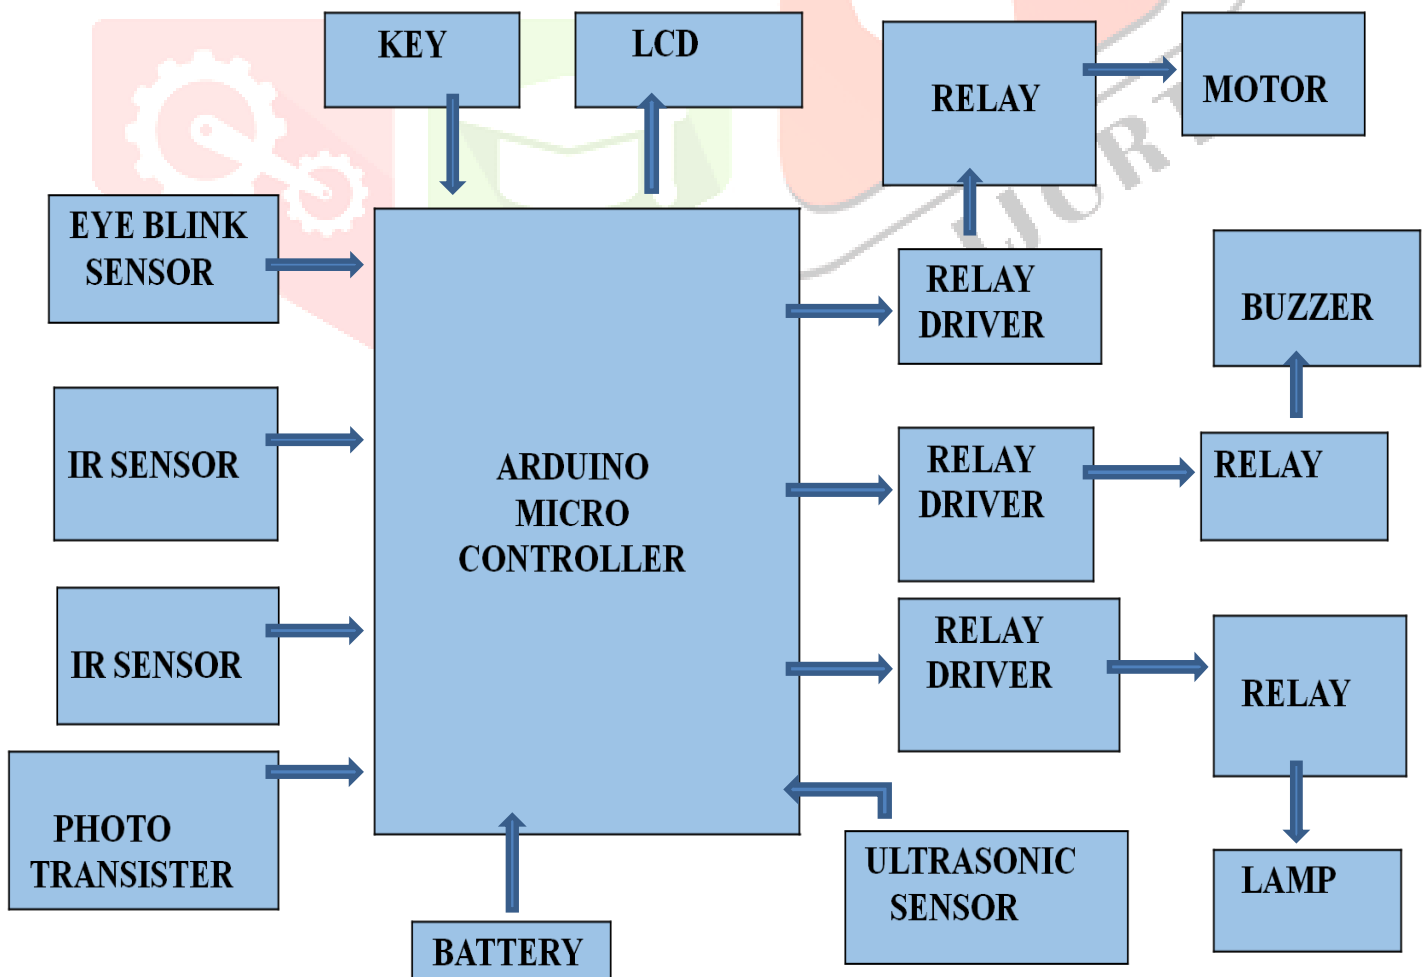 KEY
LCD
RELAY
MOTOR
EYE BLINK
SENSOR
RELAY
DRIVER
BUZZER
IR SENSOR
ARDUINO
MICRO
CONTROLLER
RELAY
DRIVER
RELAY
IR SENSOR
RELAY
DRIVER
RELAY
PHOTO
TRANSISTER
ULTRASONIC
SENSOR
LAMP
BATTERY